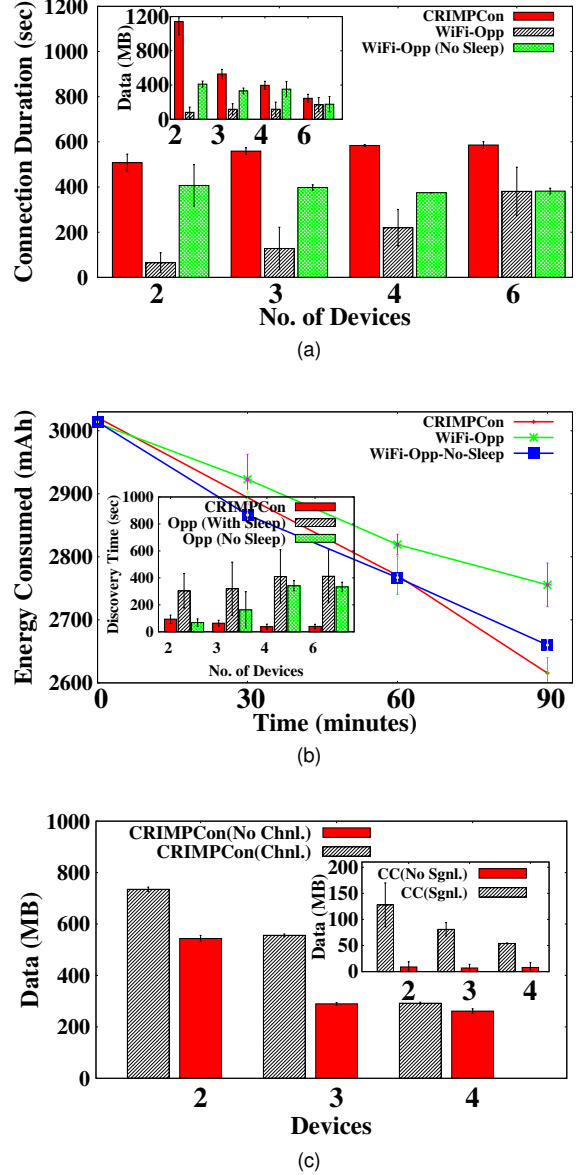 1200
1000
800
600
400
200
0
Connection Duration (sec)
CRIMPCon
WiFi-Opp
WiFi-Opp (No Sleep)
1200
800
400
0
Data (MB)
2 3 4 6
2 3 4 6
No. of Devices
(a)
3000
2900
2800
2700
2600
Energy Consumed (mAh)
CRIMPCon
WiFi-Opp
WiFi-Opp-No-Sleep
1000
800
600
400
200
0
Discovery Time (sec)
CRIMPCon
Opp (With Sleep)
Opp (No Sleep)
2 3 4 6
No. of Devices
0 30 60 90
Time (minutes)
(b)
1000
800
600
400
200
0
Data (MB)
CRIMPCon(No Chnl.)
CRIMPCon(Chnl.)
200
150
100
50
0
Data (MB)
CC(No Sgnl.)
CC(Sgnl.)
2 3 4
2 3 4
Devices
(c)